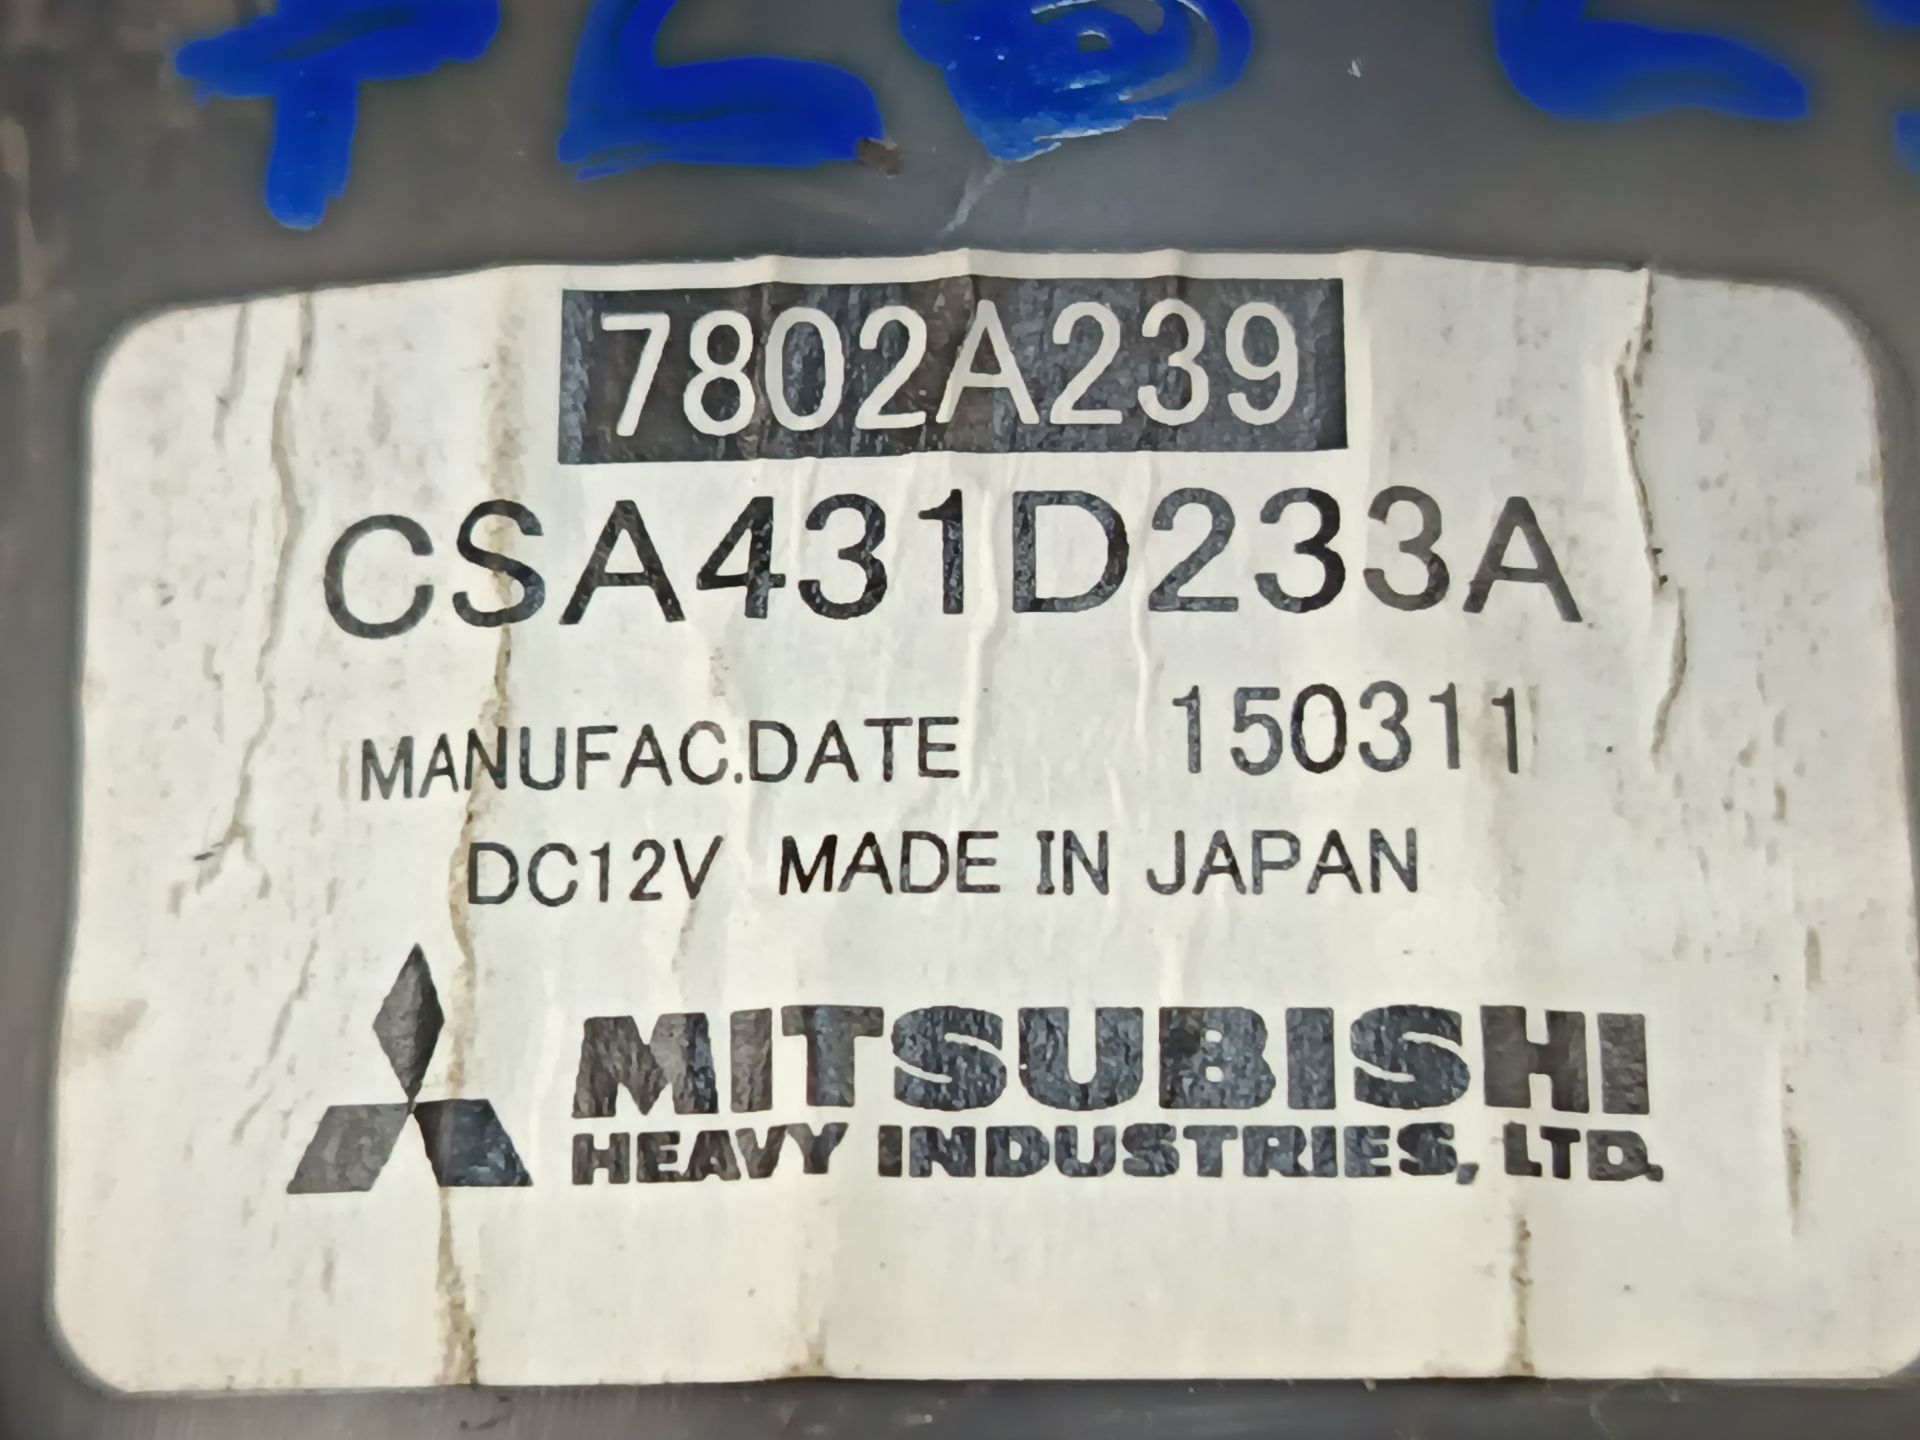 7802A239
CSA431D233A
MANUFAC.DATE 150311
DC12V MADE IN JAPAN
MITSUBISHI
HEAVY INDUSTRIES, LTD.